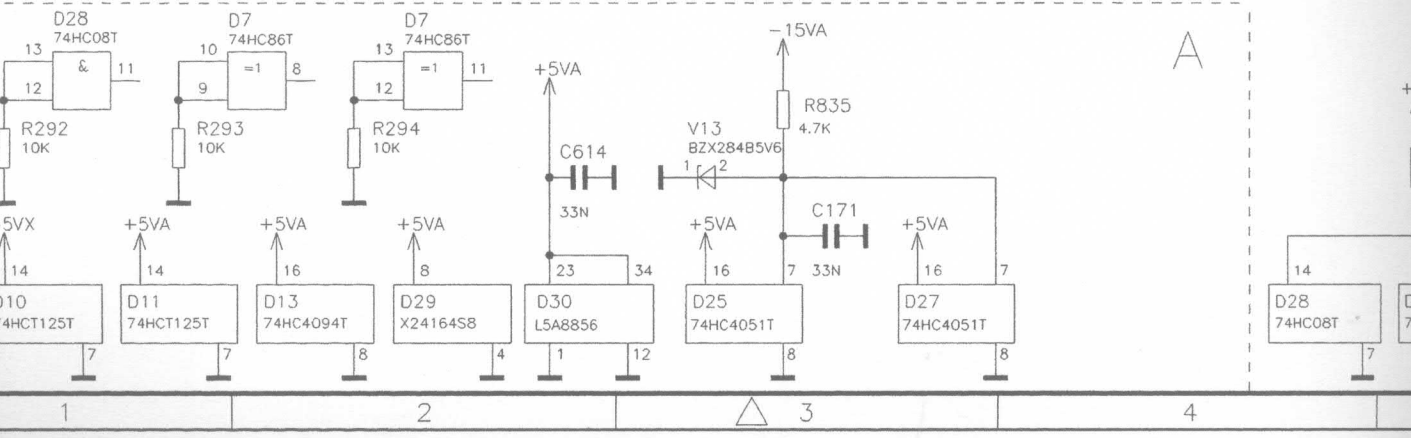 D28
74HC08T
13
12
&
11
R292
10K
D7
74HC86T
10
9
=1
8
R293
10K
D7
74HC86T
13
12
=1
11
R294
10K
+5VA
C614
33N
-15VA
R835
4.7K
V13
BZX284B5V6
1
2
C171
33N
A
5VX
14
D10
74HCT125T
7
+5VA
14
D11
74HCT125T
7
+5VA
16
D13
74HC4094T
8
+5VA
8
D29
X24164S8
4
23
34
D30
L5A8856
1
12
+5VA
16
7
D25
74HC4051T
8
+5VA
16
7
D27
74HC4051T
8
14
D28
74HC08T
7
+
1
2
3
4